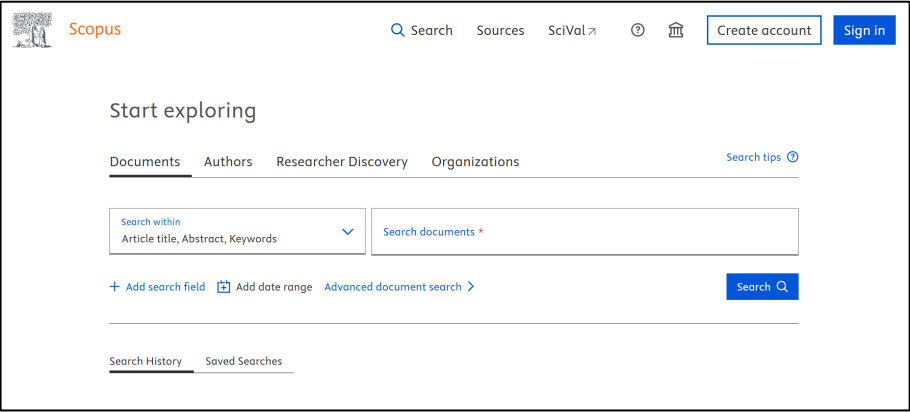 Scopus
Search Sources SciVal Create account Sign in
Start exploring
Documents Authors Researcher Discovery Organizations Search tips
Search within
Article title, Abstract, Keywords
Search documents *
Add search field Add date range Advanced document search Search
Search History Saved Searches